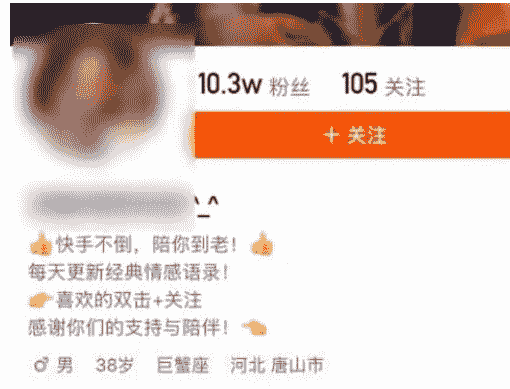 10.3w 粉丝 105 关注
+ 关注
^_^
👍快手不倒，陪你到老！👍
每天更新经典情感语录！
👉喜欢的双击+关注
感谢你们的支持与陪伴！👈
♂ 男 38岁 巨蟹座 河北 唐山市